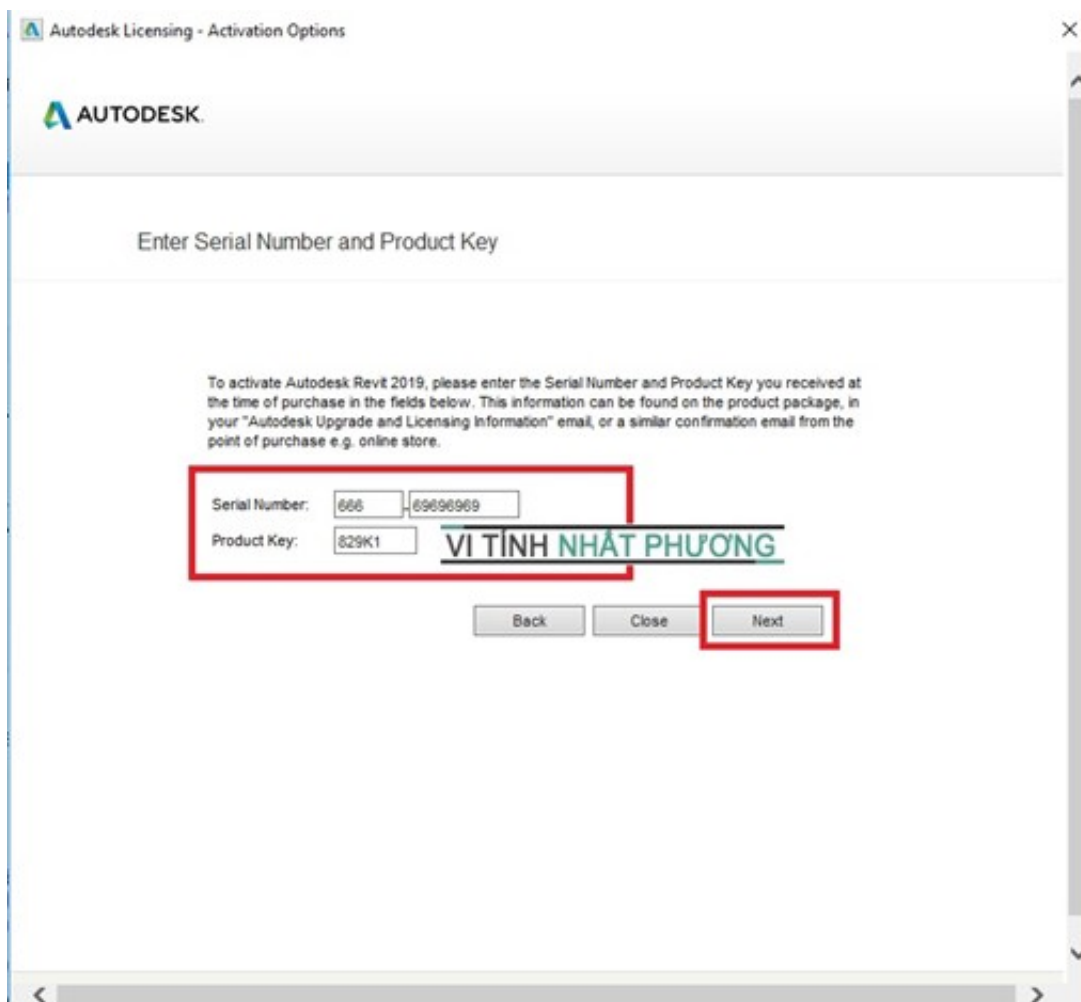 Autodesk Licensing - Activation Options
AUTODESK.
Enter Serial Number and Product Key
To activate Autodesk Revit 2019, please enter the Serial Number and Product Key you received at
the time of purchase in the fields below. This information can be found on the product package, in
your "Autodesk Upgrade and Licensing Information" email, or a similar confirmation email from the
point of purchase e.g. online store.
Serial Number: 666 - 69696969
Product Key: 829K1
VI TÍNH NHẤT PHƯƠNG
Back Close Next